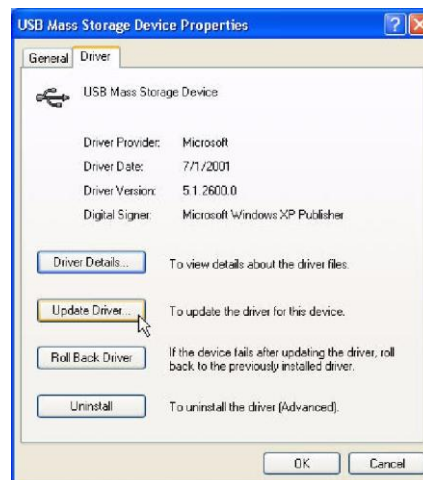 USB Mass Storage Device Properties
General Driver
USB Mass Storage Device
Driver Provider: Microsoft
Driver Date: 7/1/2001
Driver Version: 5.1.2600.0
Digital Signer: Microsoft Windows XP Publisher
Driver Details... To view details about the driver files.
Update Driver... To update the driver for this device.
Roll Back Driver If the device fails after updating the driver, roll
back to the previously installed driver.
Uninstall To uninstall the driver (Advanced).
OK Cancel